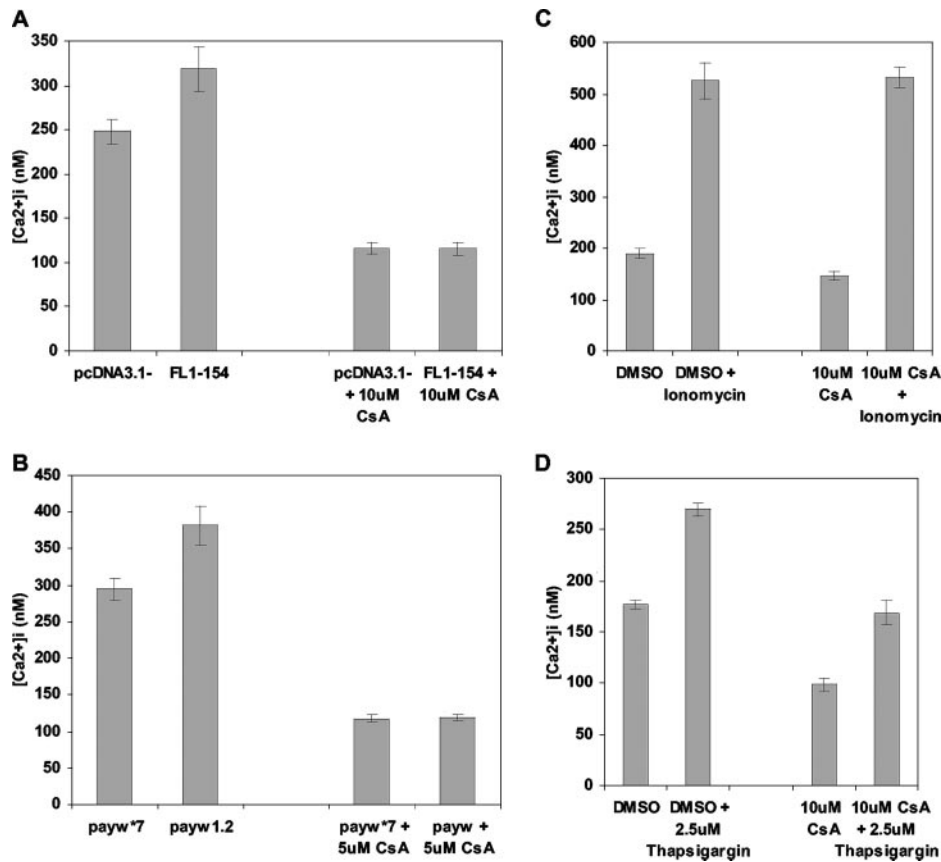 A
[Ca2+]i (nM)
350
300
250
200
150
100
50
0
pcDNA3.1- FL1-154 pcDNA3.1- FL1-154 +
+ 10uM 10uM CsA
CsA
B
[Ca2+]i (nM)
450
400
350
300
250
200
150
100
50
0
payw*7 payw1.2 payw*7 + payw +
5uM CsA 5uM CsA
C
[Ca2+]i (nM)
600
500
400
300
200
100
0
DMSO DMSO + 10uM 10uM CsA
Ionomycin CsA +
Ionomycin
D
[Ca2+]i (nM)
300
250
200
150
100
50
0
DMSO DMSO + 10uM 10uM CsA
2.5uM CsA + 2.5uM
Thapsigargin Thapsigargin